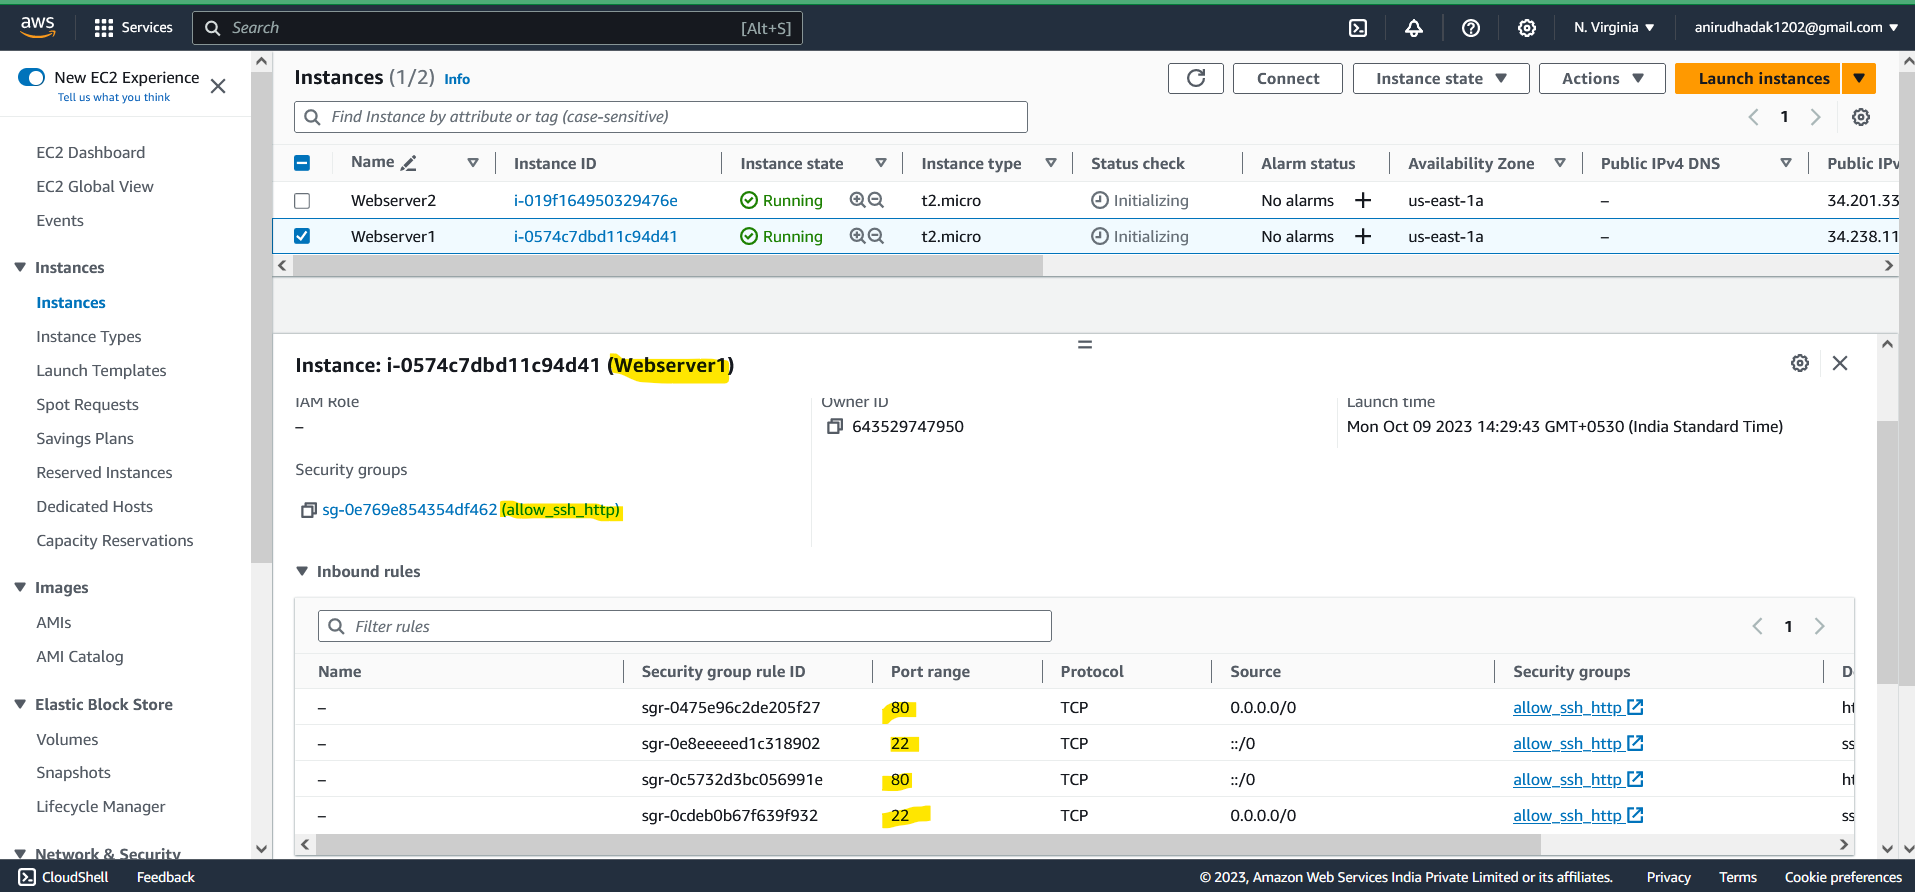 aws Services Search [Alt+S] N. Virginia anirudhadak1202@gmail.com
New EC2 Experience
Tell us what you think
EC2 Dashboard
EC2 Global View
Events
Instances
Instances
Instance Types
Launch Templates
Spot Requests
Savings Plans
Reserved Instances
Dedicated Hosts
Capacity Reservations
Images
AMIs
AMI Catalog
Elastic Block Store
Volumes
Snapshots
Lifecycle Manager
Network & Security
Instances (1/2) Info Connect Instance state Actions Launch instances
Find Instance by attribute or tag (case-sensitive) 1
Name Instance ID Instance state Instance type Status check Alarm status Availability Zone Public IPv4 DNS Public IPv
Webserver2 i-019f164950329476e Running t2.micro Initializing No alarms + us-east-1a – 34.201.33
Webserver1 i-0574c7dbd11c94d41 Running t2.micro Initializing No alarms + us-east-1a – 34.238.11
Instance: i-0574c7dbd11c94d41 (Webserver1)
IAM Role Owner ID Launch time
– 643529747950 Mon Oct 09 2023 14:29:43 GMT+0530 (India Standard Time)
Security groups
sg-0e769e854354df462 (allow_ssh_http)
Inbound rules
Filter rules 1
Name Security group rule ID Port range Protocol Source Security groups D
– sgr-0475e96c2de205f27 80 TCP 0.0.0.0/0 allow_ssh_http ht
– sgr-0e8eeeeed1c318902 22 TCP ::/0 allow_ssh_http ss
– sgr-0c5732d3bc056991e 80 TCP ::/0 allow_ssh_http ht
– sgr-0cdeb0b67f639f932 22 TCP 0.0.0.0/0 allow_ssh_http ss
CloudShell Feedback © 2023, Amazon Web Services India Private Limited or its affiliates. Privacy Terms Cookie preferences